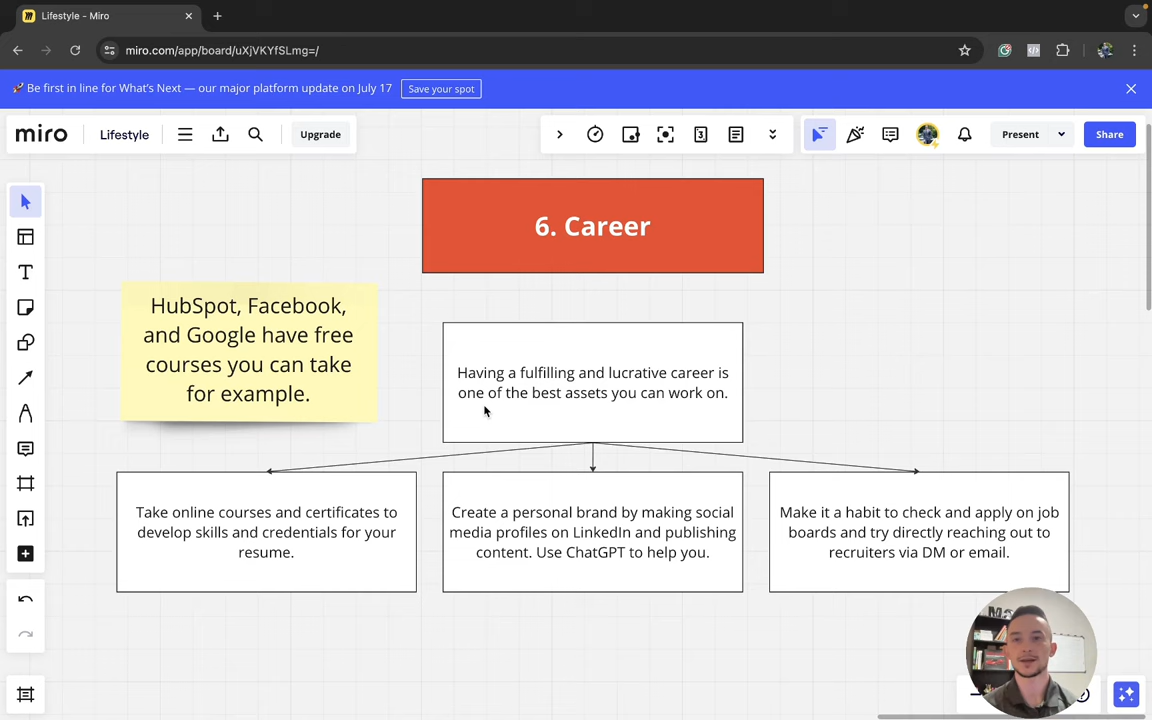 Lifestyle - Miro
miro.com/app/board/uXjVKYfSLmg=/
🚀 Be first in line for What's Next — our major platform update on July 17
Save your spot
miro
Lifestyle
Upgrade
3
Present
Share
6. Career
HubSpot, Facebook,
and Google have free
courses you can take
for example.
Having a fulfilling and lucrative career is
one of the best assets you can work on.
Take online courses and certificates to
develop skills and credentials for your
resume.
Create a personal brand by making social
media profiles on LinkedIn and publishing
content. Use ChatGPT to help you.
Make it a habit to check and apply on job
boards and try directly reaching out to
recruiters via DM or email.